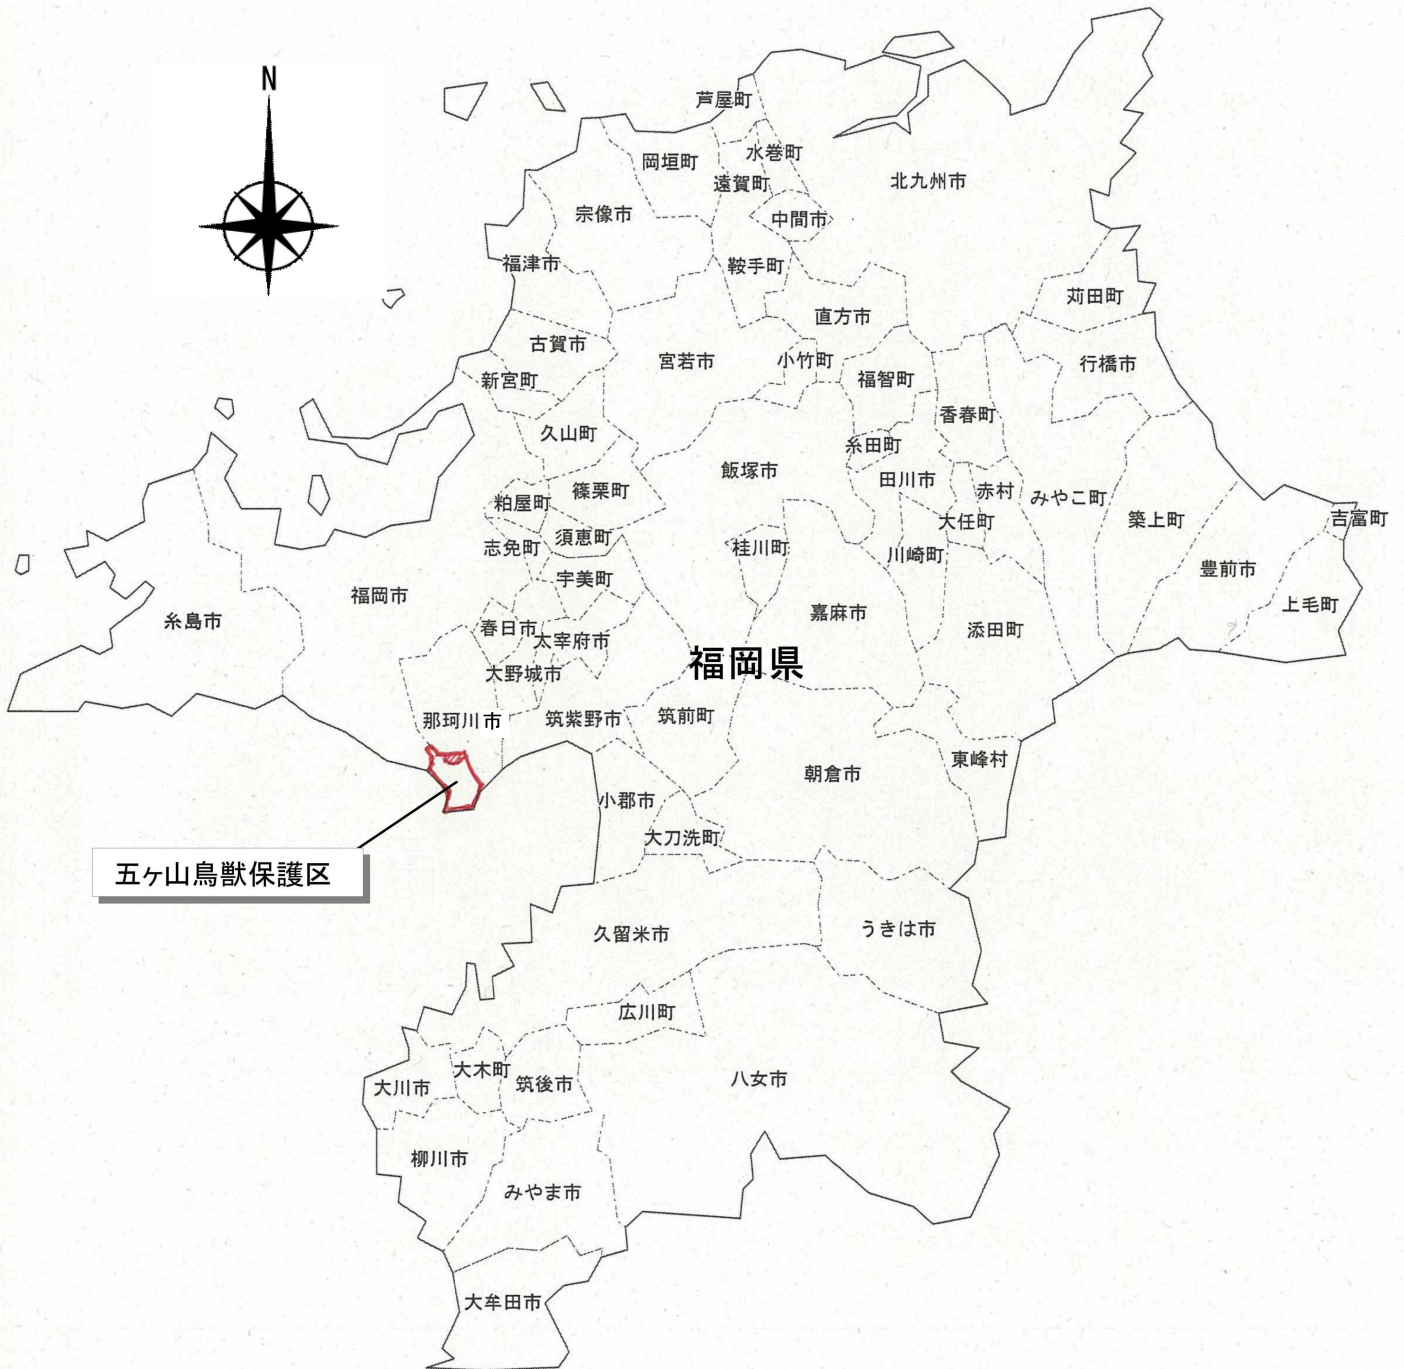 N
芦屋町
水巻町
岡垣町
遠賀町
北九州市
宗像市
中間市
福津市
鞍手町
苅田町
直方市
古賀市
宮若市
小竹町
行橋市
新宮町
福智町
香春町
久山町
糸田町
飯塚市
田川市
篠栗町
赤村
みやこ町
粕屋町
大任町
築上町
吉富町
須恵町
志免町
桂川町
川崎町
宇美町
豊前市
福岡市
上毛町
嘉麻市
糸島市
春日市
太宰府市
添田町
福岡県
大野城市
那珂川市
筑紫野市
筑前町
東峰村
朝倉市
小郡市
大刀洗町
五ヶ山鳥獣保護区
久留米市
うきは市
広川町
大木町
筑後市
八女市
大川市
柳川市
みやま市
大牟田市